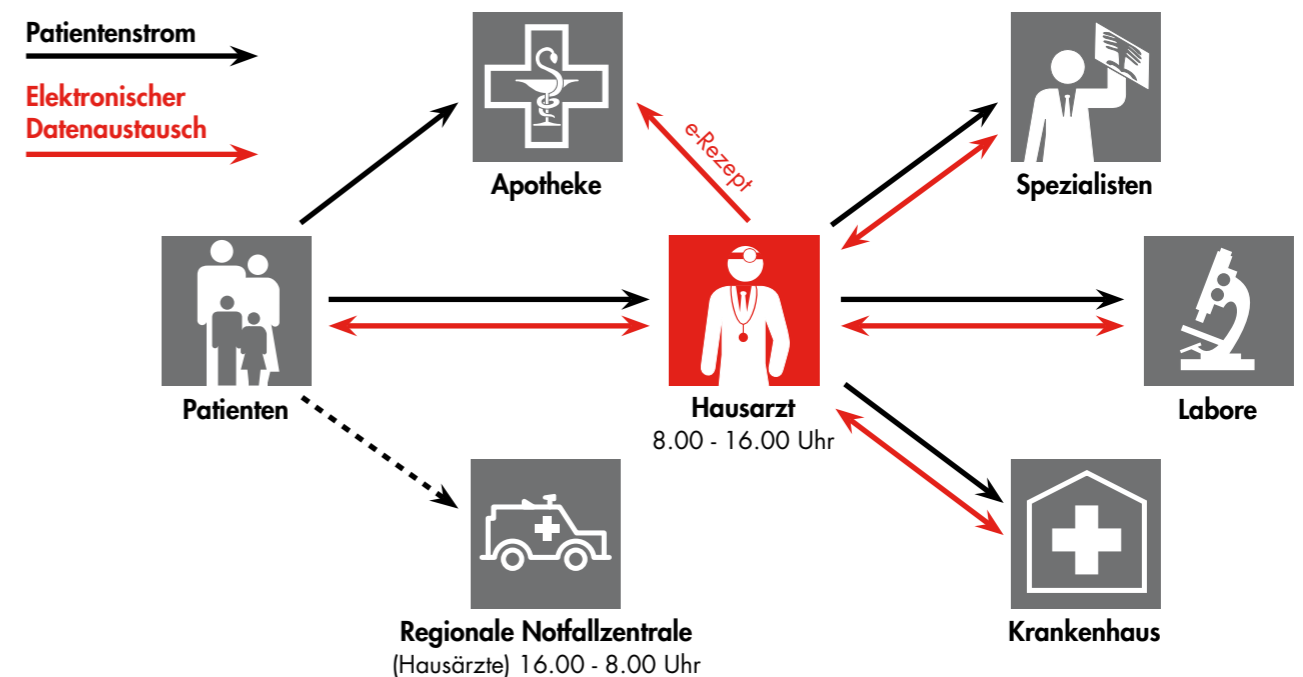 Patientenstrom
Elektronischer
Datenaustausch
Apotheke
e-Rezept
Spezialisten
Patienten
Hausarzt
8.00 - 16.00 Uhr
Labore
Regionale Notfallzentrale
(Hausärzte) 16.00 - 8.00 Uhr
Krankenhaus